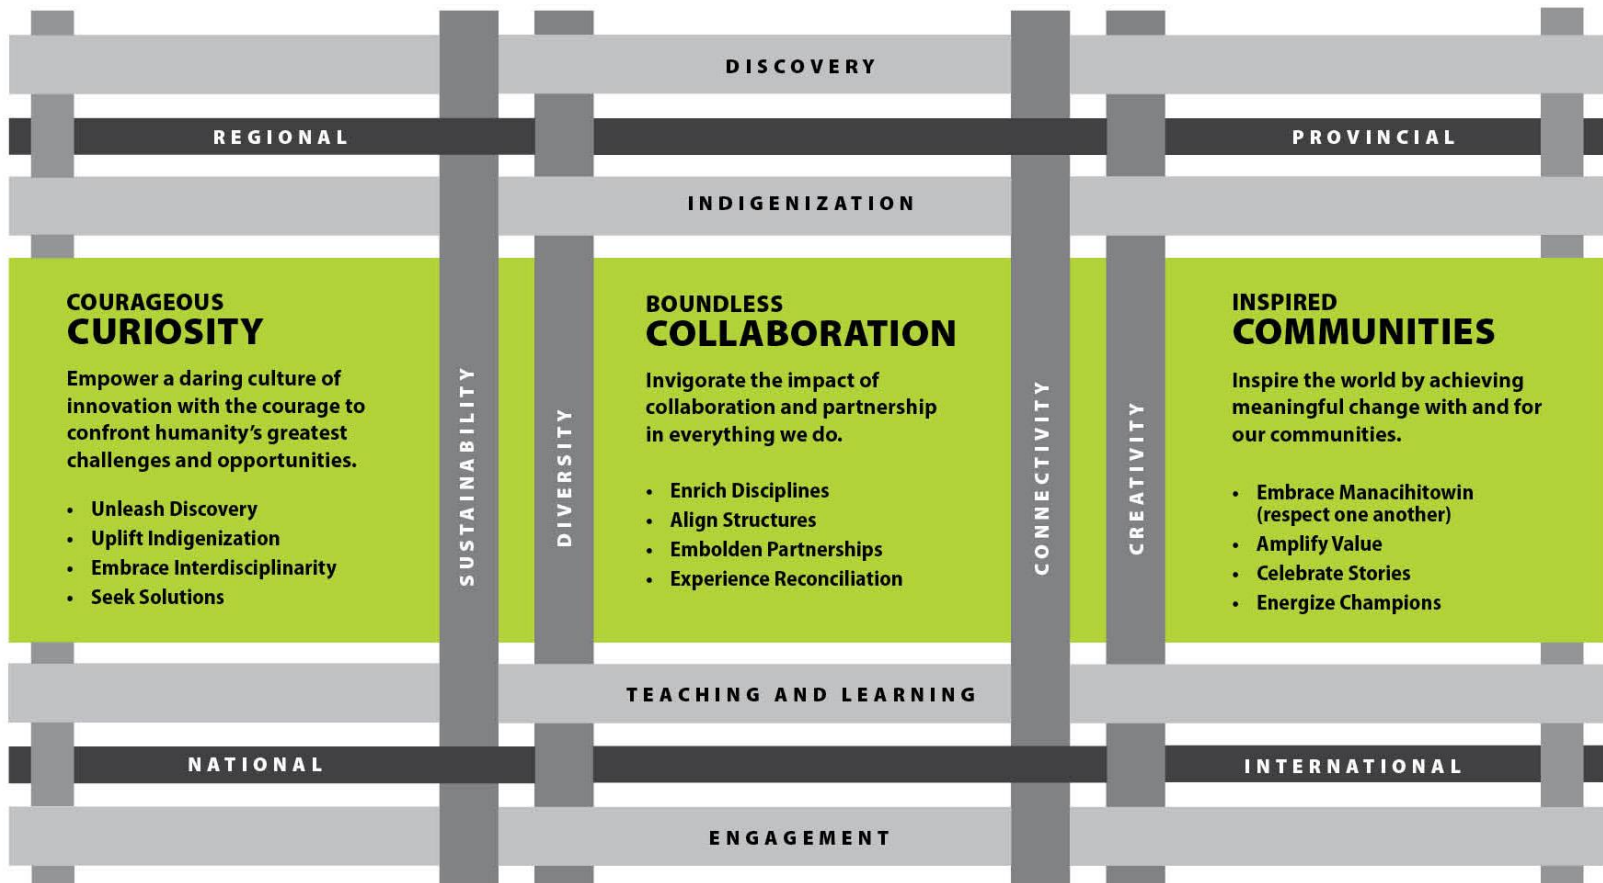 DISCOVERY
REGIONAL
PROVINCIAL
INDIGENIZATION
COURAGEOUS
CURIOSITY
Empower a daring culture of
innovation with the courage to
confront humanity’s greatest
challenges and opportunities.
• Unleash Discovery
• Uplift Indigenization
• Embrace Interdisciplinarity
• Seek Solutions
SUSTAINABILITY
DIVERSITY
BOUNDLESS
COLLABORATION
Invigorate the impact of
collaboration and partnership
in everything we do.
• Enrich Disciplines
• Align Structures
• Embolden Partnerships
• Experience Reconciliation
CONNECTIVITY
CREATIVITY
INSPIRED
COMMUNITIES
Inspire the world by achieving
meaningful change with and for
our communities.
• Embrace Manacihitowin
(respect one another)
• Amplify Value
• Celebrate Stories
• Energize Champions
TEACHING AND LEARNING
NATIONAL
INTERNATIONAL
ENGAGEMENT